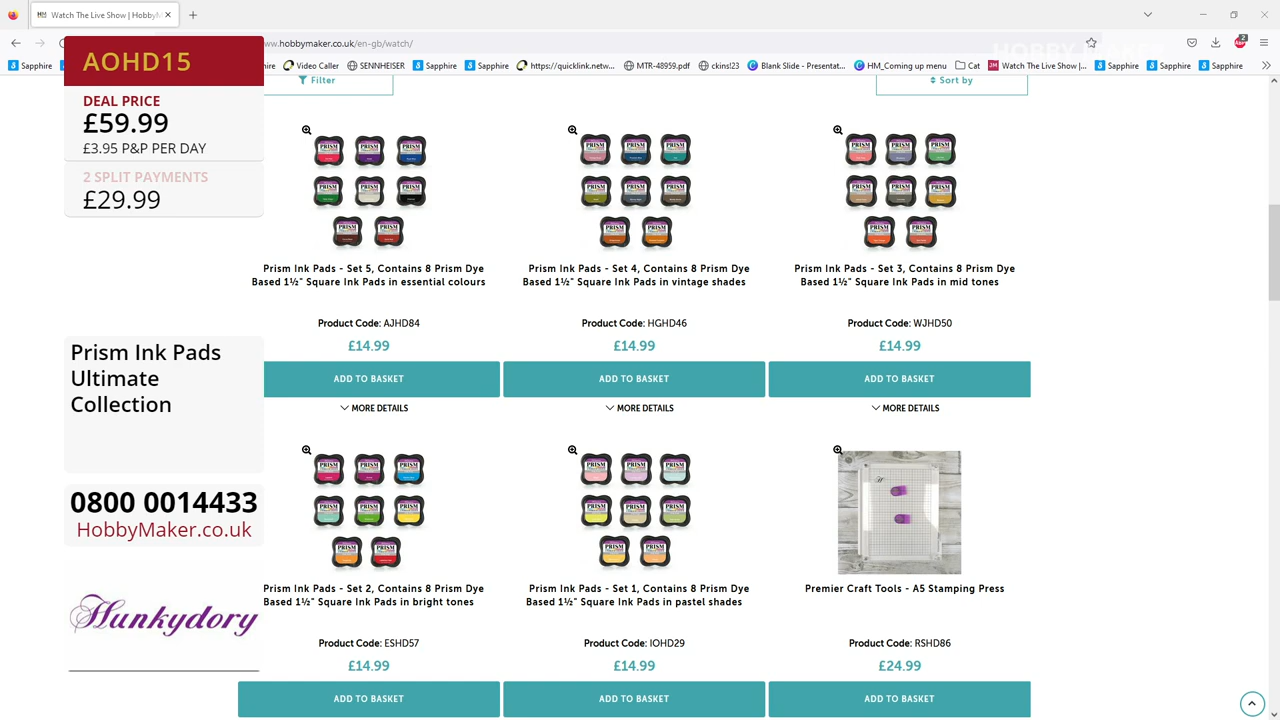 Watch The Live Show | HobbyM
HOBBY MAKER
ww.hobbymaker.co.uk/en-gb/watch/
2
Sapphire
Sapphire
Video Caller
SENNHEISER
Sapphire
Sapphire
https://quicklink.netw...
MTR-48959.pdf
ckins!23
Blank Slide - Presentat...
HM_Coming up menu
Cat
Watch The Live Show |...
Sapphire
Sapphire
Sapphire
AOHD15
DEAL PRICE
£59.99
£3.95 P&P PER DAY
2 SPLIT PAYMENTS
£29.99
Prism Ink Pads
Ultimate
Collection
0800 0014433
HobbyMaker.co.uk
Hunkydory
Filter
Sort by
Prism Ink Pads - Set 5, Contains 8 Prism Dye
Based 1½" Square Ink Pads in essential colours
Product Code: AJHD84
£14.99
ADD TO BASKET
MORE DETAILS
Prism Ink Pads - Set 4, Contains 8 Prism Dye
Based 1½" Square Ink Pads in vintage shades
Product Code: HGHD46
£14.99
ADD TO BASKET
MORE DETAILS
Prism Ink Pads - Set 3, Contains 8 Prism Dye
Based 1½" Square Ink Pads in mid tones
Product Code: WJHD50
£14.99
ADD TO BASKET
MORE DETAILS
Prism Ink Pads - Set 2, Contains 8 Prism Dye
Based 1½" Square Ink Pads in bright tones
Product Code: ESHD57
£14.99
ADD TO BASKET
Prism Ink Pads - Set 1, Contains 8 Prism Dye
Based 1½" Square Ink Pads in pastel shades
Product Code: IOHD29
£14.99
ADD TO BASKET
Premier Craft Tools - A5 Stamping Press
Product Code: RSHD86
£24.99
ADD TO BASKET